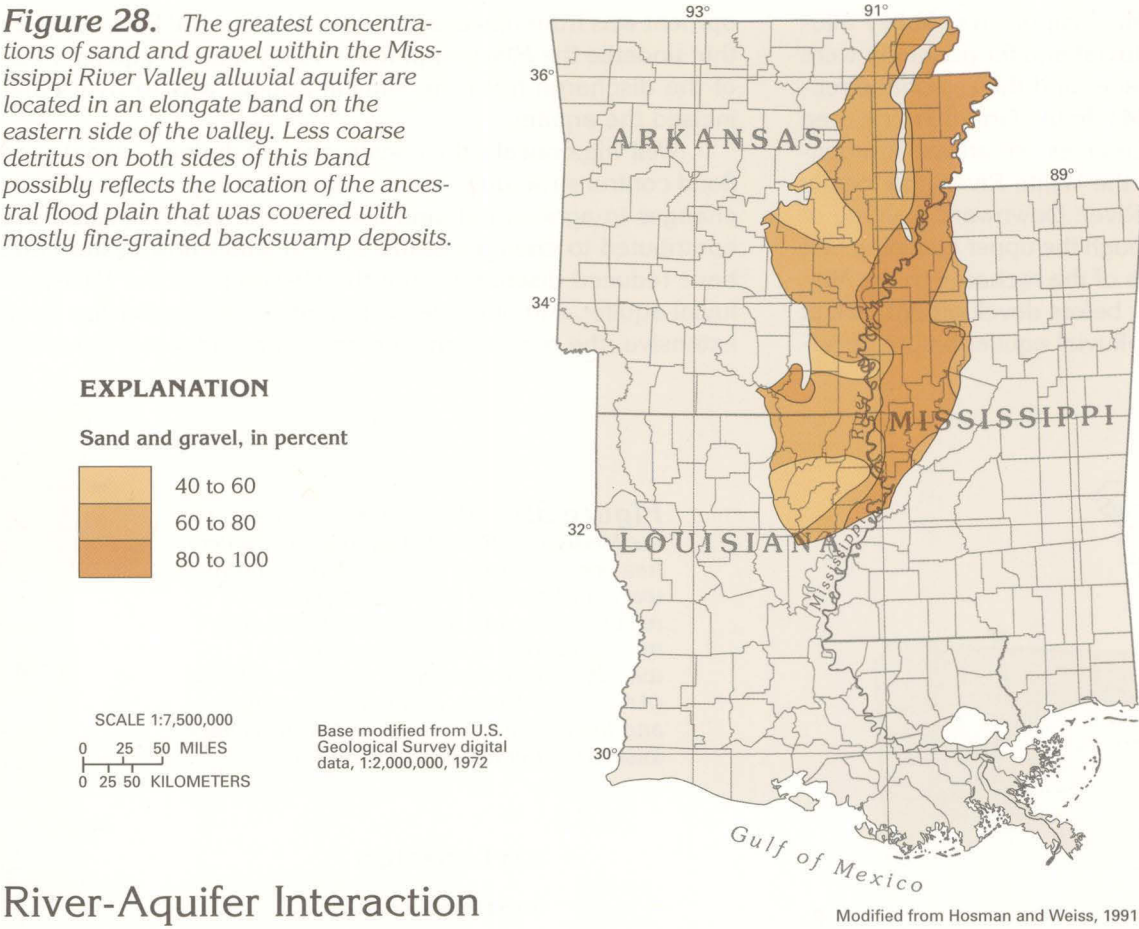 Figure 28. The greatest concentra-
tions of sand and gravel within the Miss-
issippi River Valley alluvial aquifer are
located in an elongate band on the
eastern side of the valley. Less coarse
detritus on both sides of this band
possibly reflects the location of the ances-
tral flood plain that was covered with
mostly fine-grained backswamp deposits.
93°
91°
36°
ARKANSAS
89°
34°
EXPLANATION
Sand and gravel, in percent
40 to 60
60 to 80
80 to 100
River
MISSISSIPPI
32°
LOUISIANA
Mississippi
SCALE 1:7,500,000
0 25 50 MILES
0 25 50 KILOMETERS
Base modified from U.S.
Geological Survey digital
data, 1:2,000,000, 1972
30°
Gulf of Mexico
River-Aquifer Interaction
Modified from Hosman and Weiss, 1991